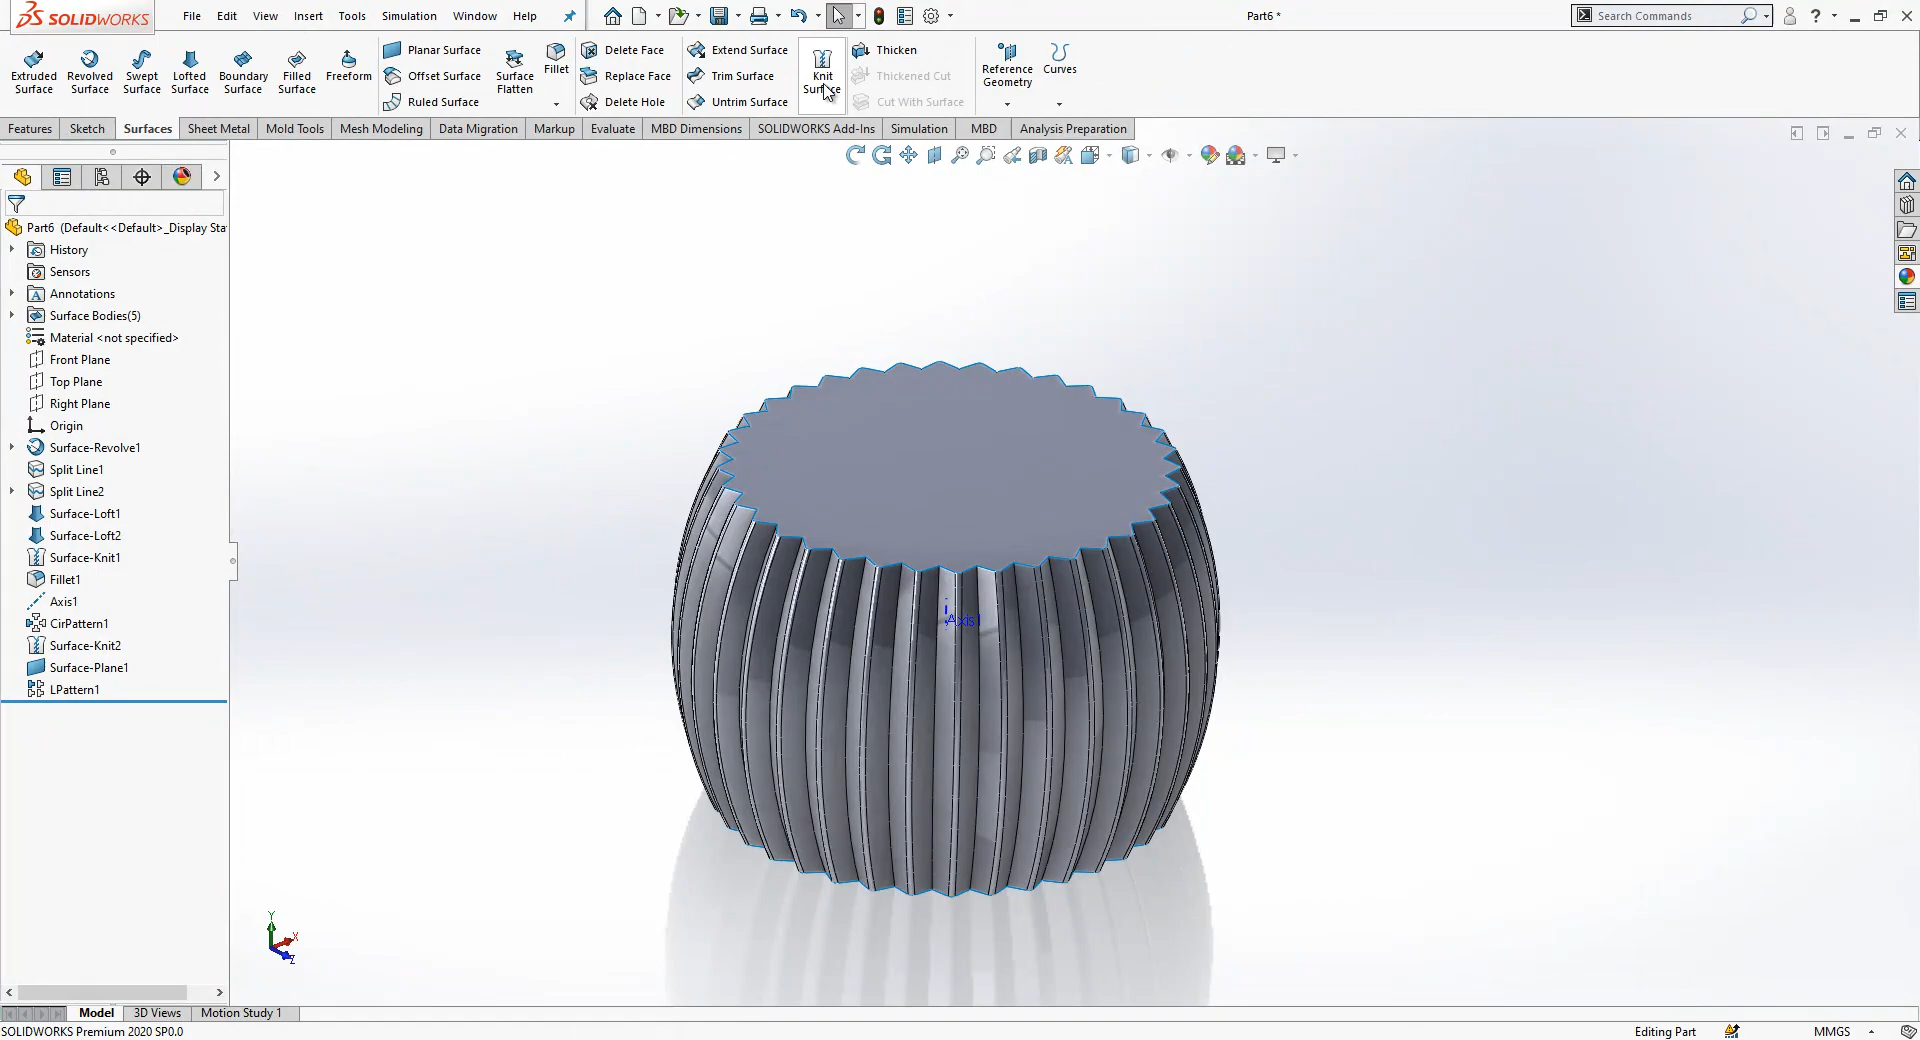 SOLIDWORKS
File Edit View Insert Tools Simulation Window Help
Part6 *
Search Commands
Extruded Surface
Revolved Surface
Swept Surface
Lofted Surface
Boundary Surface
Filled Surface
Freeform
Planar Surface
Offset Surface
Ruled Surface
Surface Flatten
Fillet
Delete Face
Replace Face
Delete Hole
Extend Surface
Trim Surface
Untrim Surface
Knit Surface
Thicken
Thickened Cut
Cut With Surface
Reference Geometry
Curves
Features Sketch Surfaces Sheet Metal Mold Tools Mesh Modeling Data Migration Markup Evaluate MBD Dimensions SOLIDWORKS Add-Ins Simulation MBD Analysis Preparation
Part6 (Default<<Default>_Display Sta
History
Sensors
Annotations
Surface Bodies(5)
Material <not specified>
Front Plane
Top Plane
Right Plane
Origin
Surface-Revolve1
Split Line1
Split Line2
Surface-Loft1
Surface-Loft2
Surface-Knit1
Fillet1
Axis1
CirPattern1
Surface-Knit2
Surface-Plane1
LPattern1
Axis1
Y
X
Z
Model 3D Views Motion Study 1
SOLIDWORKS Premium 2020 SP0.0
Editing Part
MMGS